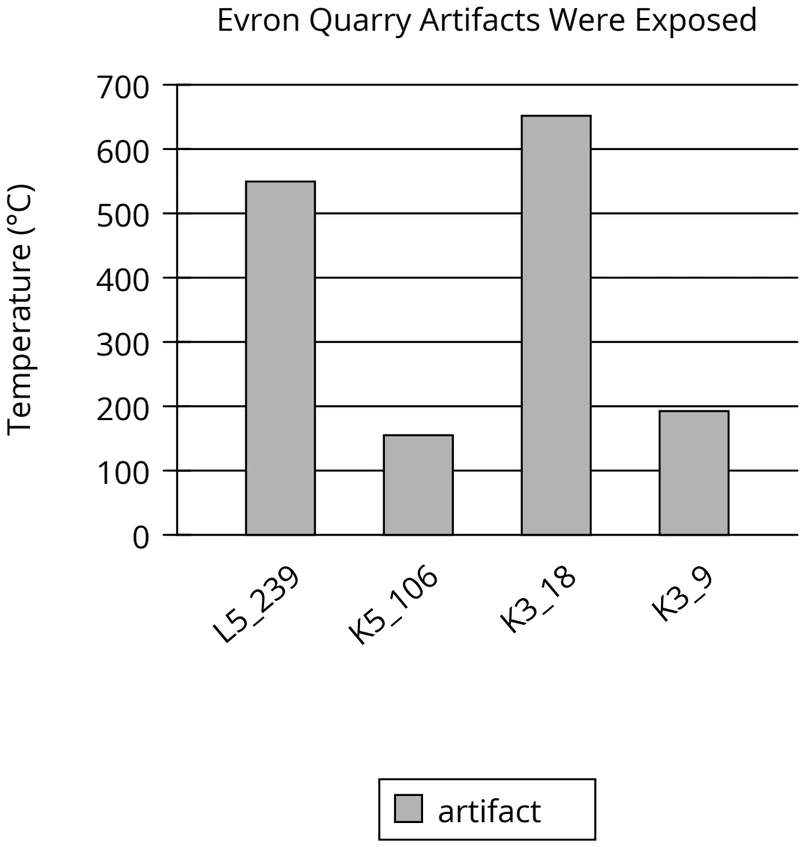 Evron Quarry Artifacts Were Exposed
Temperature (°C)
700
600
500
400
300
200
100
0
L5_239
K5_106
K3_18
K3_9
artifact